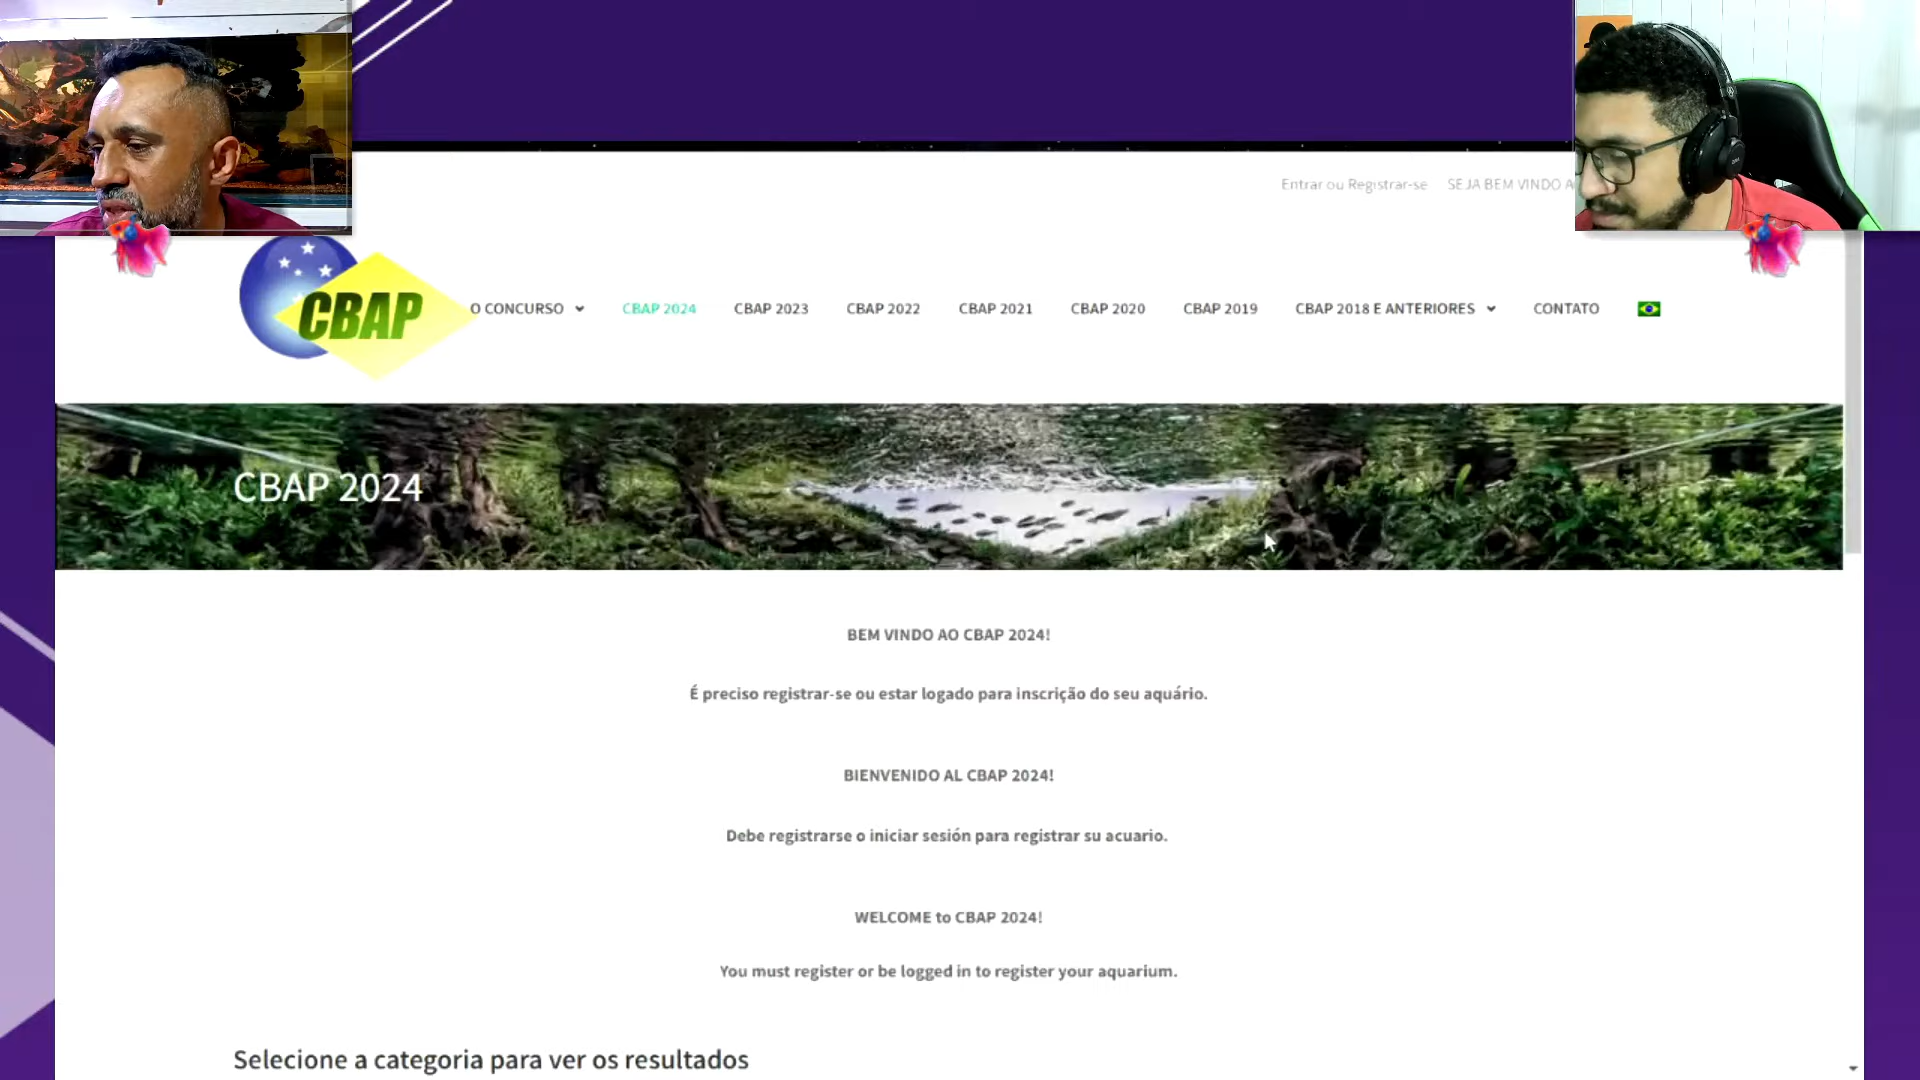 Entrar ou Registrar-se SEJA BEM VINDO A
CBAP
O CONCURSO CBAP 2024 CBAP 2023 CBAP 2022 CBAP 2021 CBAP 2020 CBAP 2019 CBAP 2018 E ANTERIORES CONTATO
CBAP 2024
BEM VINDO AO CBAP 2024!
É preciso registrar-se ou estar logado para inscrição do seu aquário.
BIENVENIDO AL CBAP 2024!
Debe registrarse o iniciar sesión para registrar su acuario.
WELCOME to CBAP 2024!
You must register or be logged in to register your aquarium.
Selecione a categoria para ver os resultados